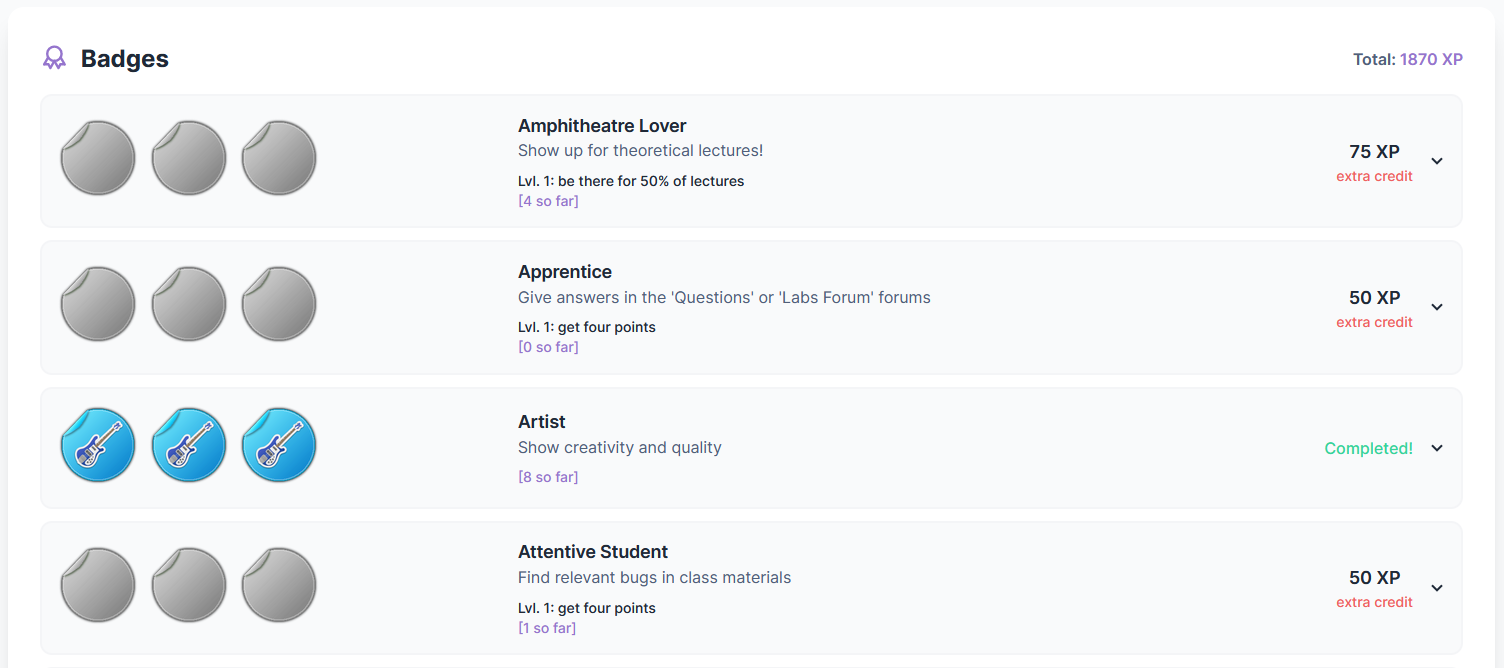 Badges
Total: 1870 XP
Amphitheatre Lover
Show up for theoretical lectures!
Lvl. 1: be there for 50% of lectures
[4 so far]
75 XP
extra credit
Apprentice
Give answers in the 'Questions' or 'Labs Forum' forums
Lvl. 1: get four points
[0 so far]
50 XP
extra credit
Artist
Show creativity and quality
[8 so far]
Completed!
Attentive Student
Find relevant bugs in class materials
Lvl. 1: get four points
[1 so far]
50 XP
extra credit